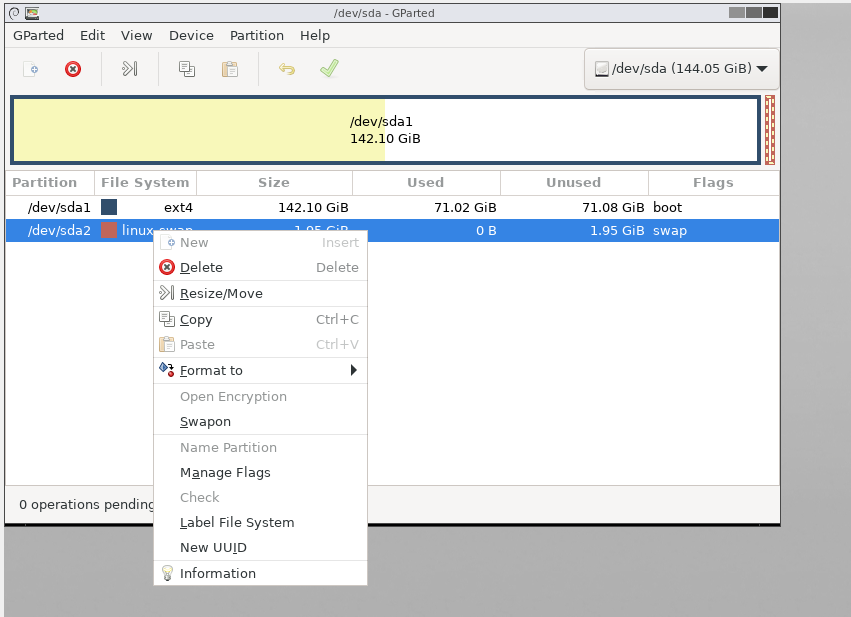 /dev/sda - GParted
GParted Edit View Device Partition Help
/dev/sda (144.05 GiB)
/dev/sda1
142.10 GiB
Partition File System Size Used Unused Flags
/dev/sda1 ext4 142.10 GiB 71.02 GiB 71.08 GiB boot
/dev/sda2 linux-swap 1.95 GiB 0 B 1.95 GiB swap
New Insert
Delete Delete
Resize/Move
Copy Ctrl+C
Paste Ctrl+V
Format to
Open Encryption
Swapon
Name Partition
Manage Flags
Check
0 operations pending
Label File System
New UUID
Information